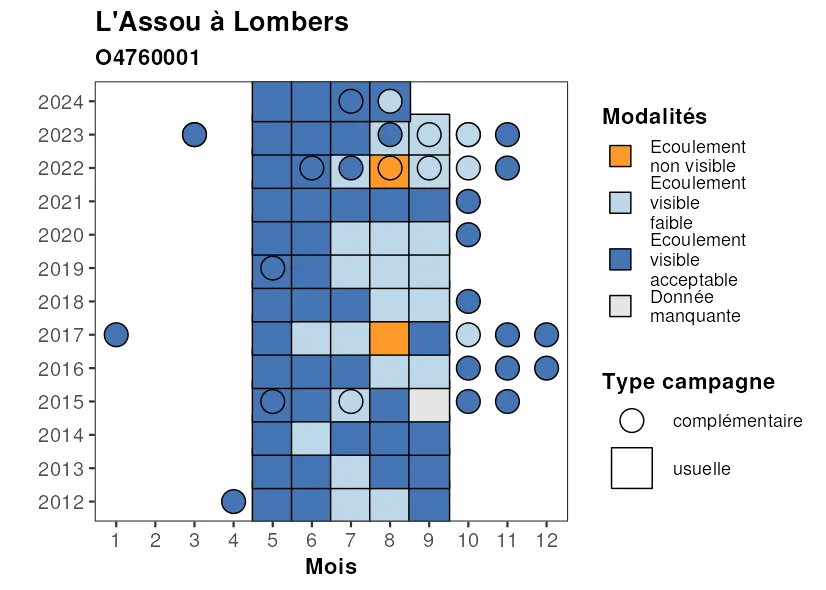 L'Assou à Lombers
O4760001
2024
2023
2022
2021
2020
2019
2018
2017
2016
2015
2014
2013
2012
1 2 3 4 5 6 7 8 9 10 11 12
Mois
Modalités
Ecoulement
non visible
Ecoulement
visible
faible
Ecoulement
visible
acceptable
Donnée
manquante
Type campagne
complémentaire
usuelle